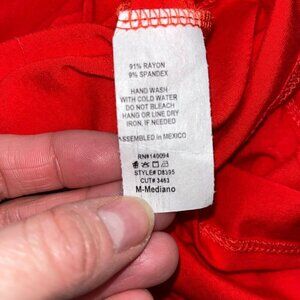 91% RAYON
9% SPANDEX
HAND WASH
WITH COLD WATER
DO NOT BLEACH
HANG OR LINE DRY
IRON, IF NEEDED
ASSEMBLED in MEXICO
RN#140094
STYLE# D8395
CUT# 3463
M-Mediano